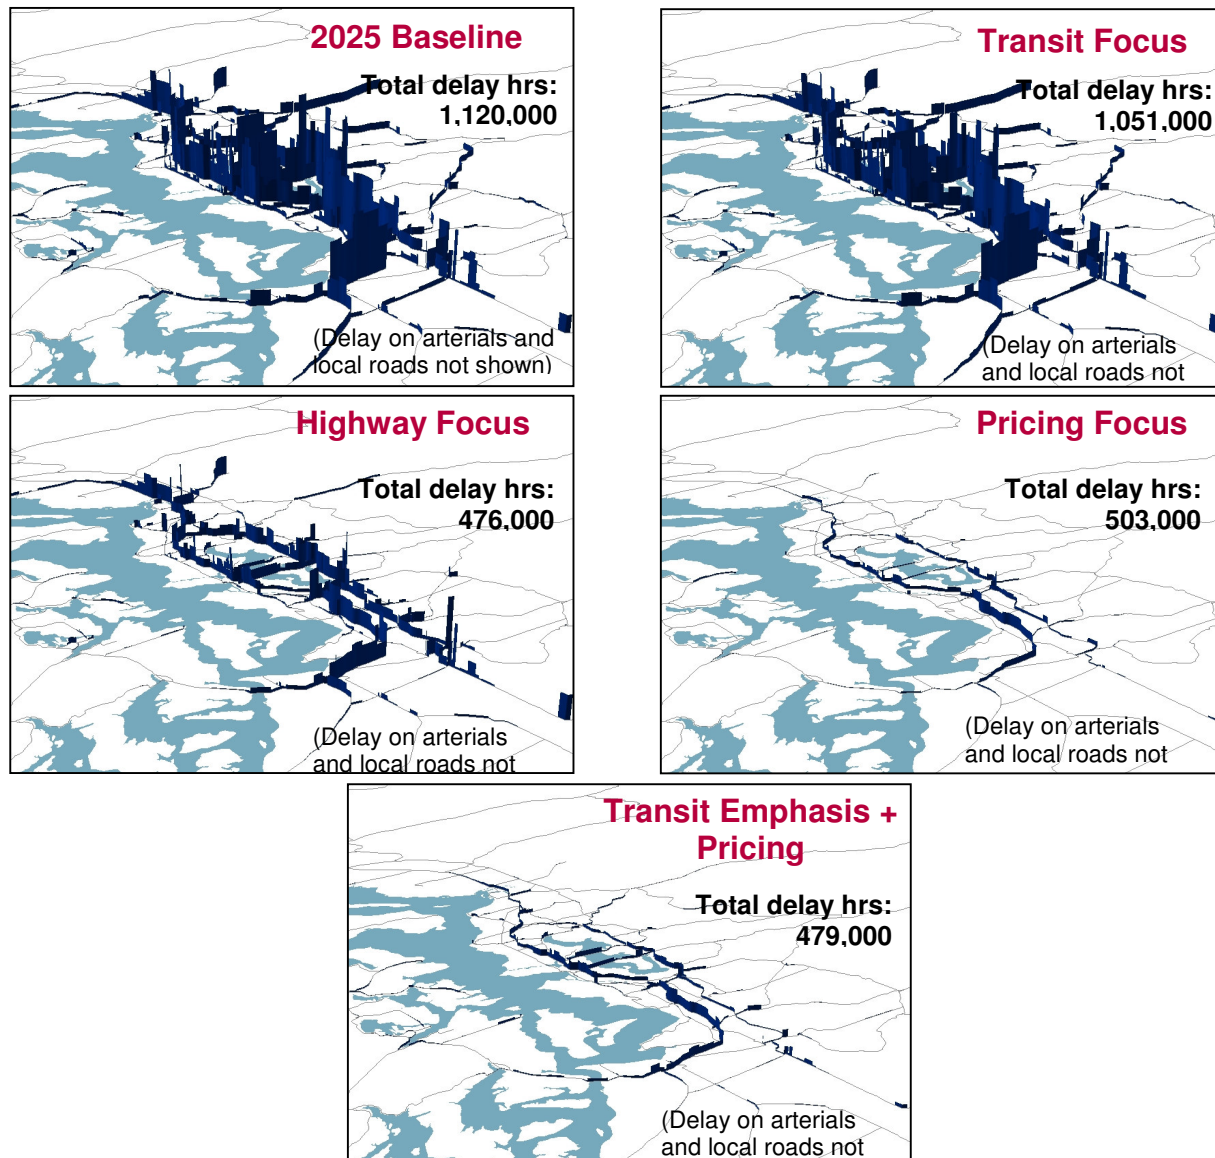 2025 Baseline
Total delay hrs:
1,120,000
(Delay on arterials and
local roads not shown)
Transit Focus
Total delay hrs:
1,051,000
(Delay on arterials
and local roads not
Highway Focus
Total delay hrs:
476,000
(Delay on arterials
and local roads not
Pricing Focus
Total delay hrs:
503,000
(Delay on arterials
and local roads not
Transit Emphasis +
Pricing
Total delay hrs:
479,000
(Delay on arterials
and local roads not